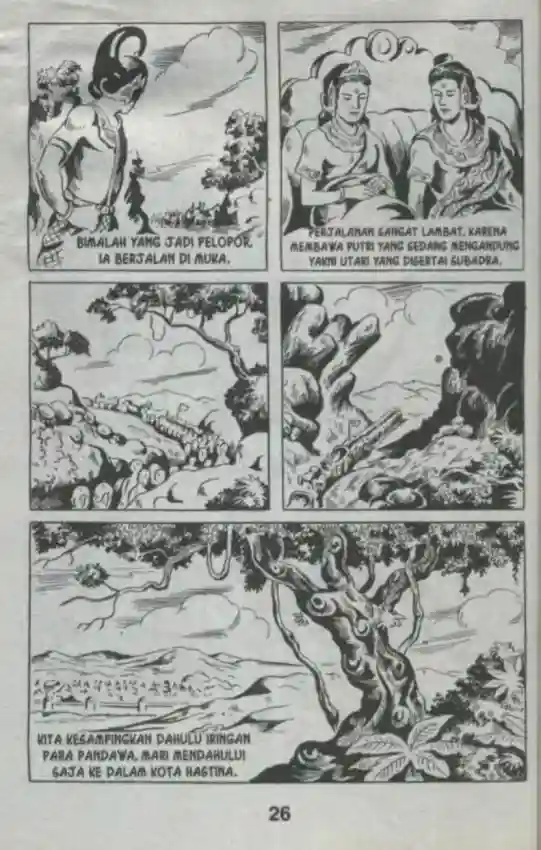 BIMALAH YANG JADI PELOPOR.
IA BERJALAN DI MUKA.
PERJALANAN SANGAT LAMBAT. KARENA
MEMBAWA PUTRI YANG SEDANG MENGANDUNG
YAKNI UTARI YANG DISERTAI SUBADRA.
KITA KESAMPINGKAN DAHULU IRINGAN
PARA PANDAWA. MARI MENDAHULUI
SAJA KE DALAM KOTA HASTINA.
26